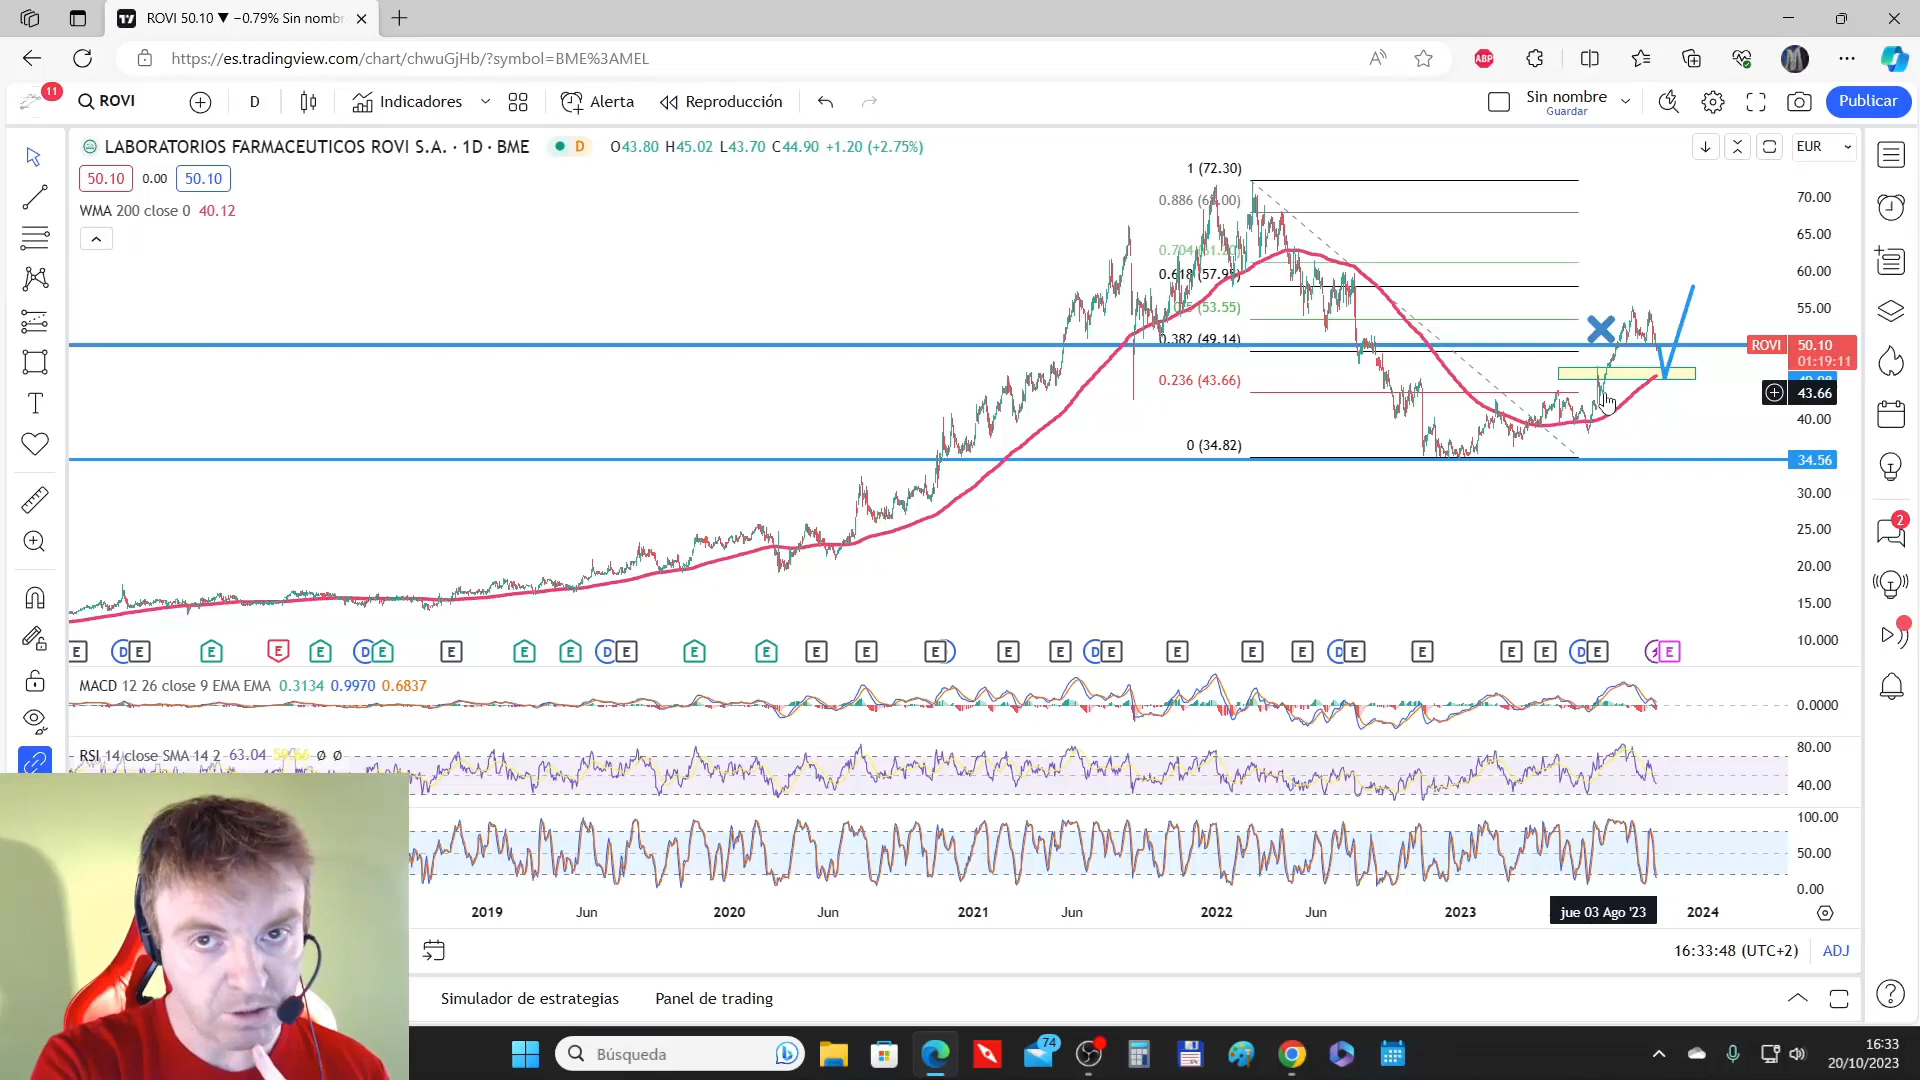 ROVI 50.10 ▼ −0.79% Sin nombr
https://es.tradingview.com/chart/chwuGjHb/?symbol=BME%3AMEL
ABP
11
ROVI
D
Indicadores
Alerta
Reproducción
Sin nombre
Guardar
Publicar
LABORATORIOS FARMACEUTICOS ROVI S.A. · 1D · BME
D
O43.80 H45.02 L43.70 C44.90 +1.20 (+2.75%)
EUR
50.10 0.00 50.10
WMA 200 close 0 40.12
1 (72.30)
0.618 (57.95)
0.382 (49.14)
0.236 (43.66)
0 (34.82)
70.00
65.00
60.00
55.00
ROVI 50.10
01:19:11
43.66
40.00
34.56
30.00
25.00
20.00
15.00
10.000
E D E E E E D E E E E D E E E E E E E E D E E E E D E E E E D E E
MACD 12 26 close 9 EMA EMA 0.3134 0.9970 0.6837
0.0000
RSI 14 close SMA 14 2 63.04 ∅ ∅
80.00
40.00
100.00
50.00
0.00
2019 Jun 2020 Jun 2021 Jun 2022 Jun 2023 jue 03 Ago '23 2024
16:33:48 (UTC+2) ADJ
Simulador de estrategias Panel de trading
2
Búsqueda
74
16:33
20/10/2023